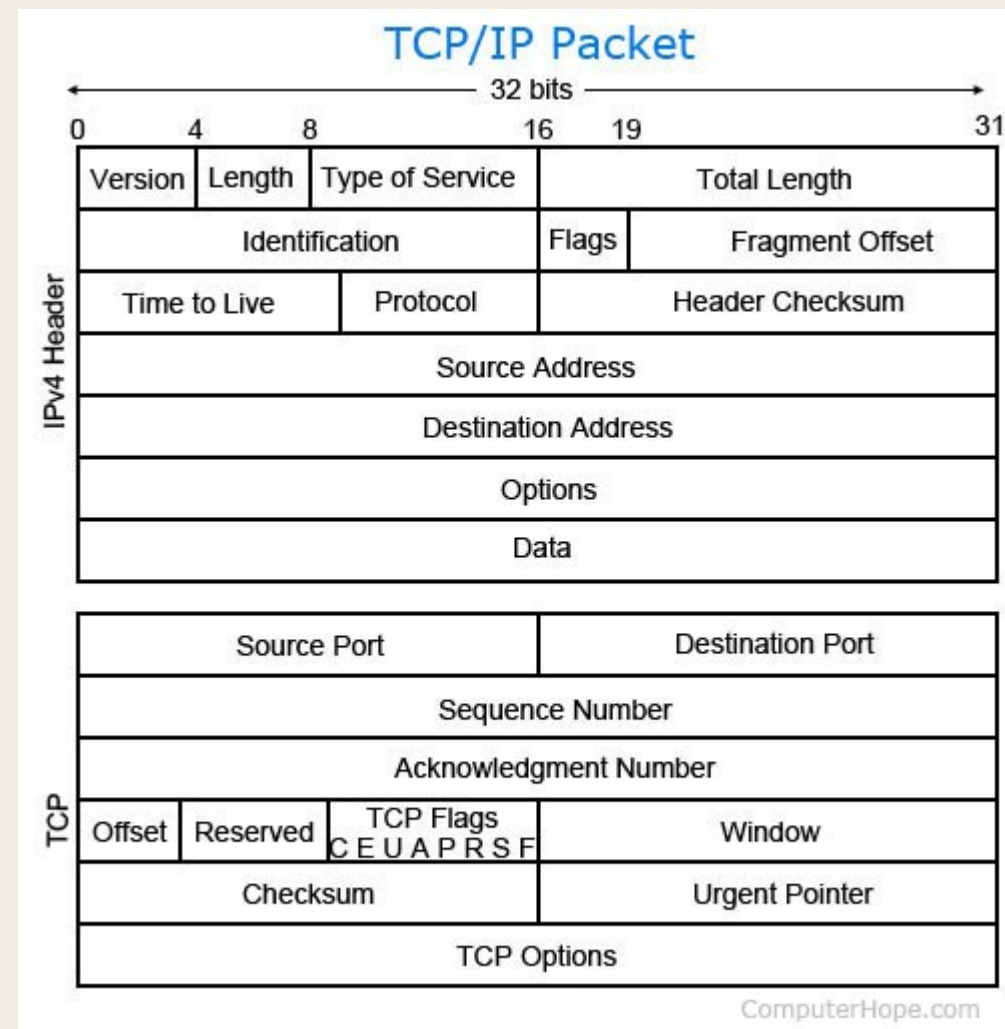 TCP/IP Packet
32 bits
0 4 8 16 19 31
IPv4 Header
Version Length Type of Service Total Length
Identification Flags Fragment Offset
Time to Live Protocol Header Checksum
Source Address
Destination Address
Options
Data
TCP
Source Port Destination Port
Sequence Number
Acknowledgment Number
Offset Reserved TCP Flags Window
C E U A P R S F
Checksum Urgent Pointer
TCP Options
ComputerHope.com